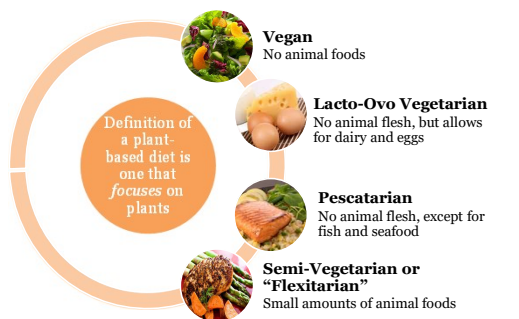 Definition of
a plant-
based diet is
one that
focuses on
plants
Vegan
No animal foods
Lacto-Ovo Vegetarian
No animal flesh, but allows
for dairy and eggs
Pescatarian
No animal flesh, except for
fish and seafood
Semi-Vegetarian or
“Flexitarian”
Small amounts of animal foods